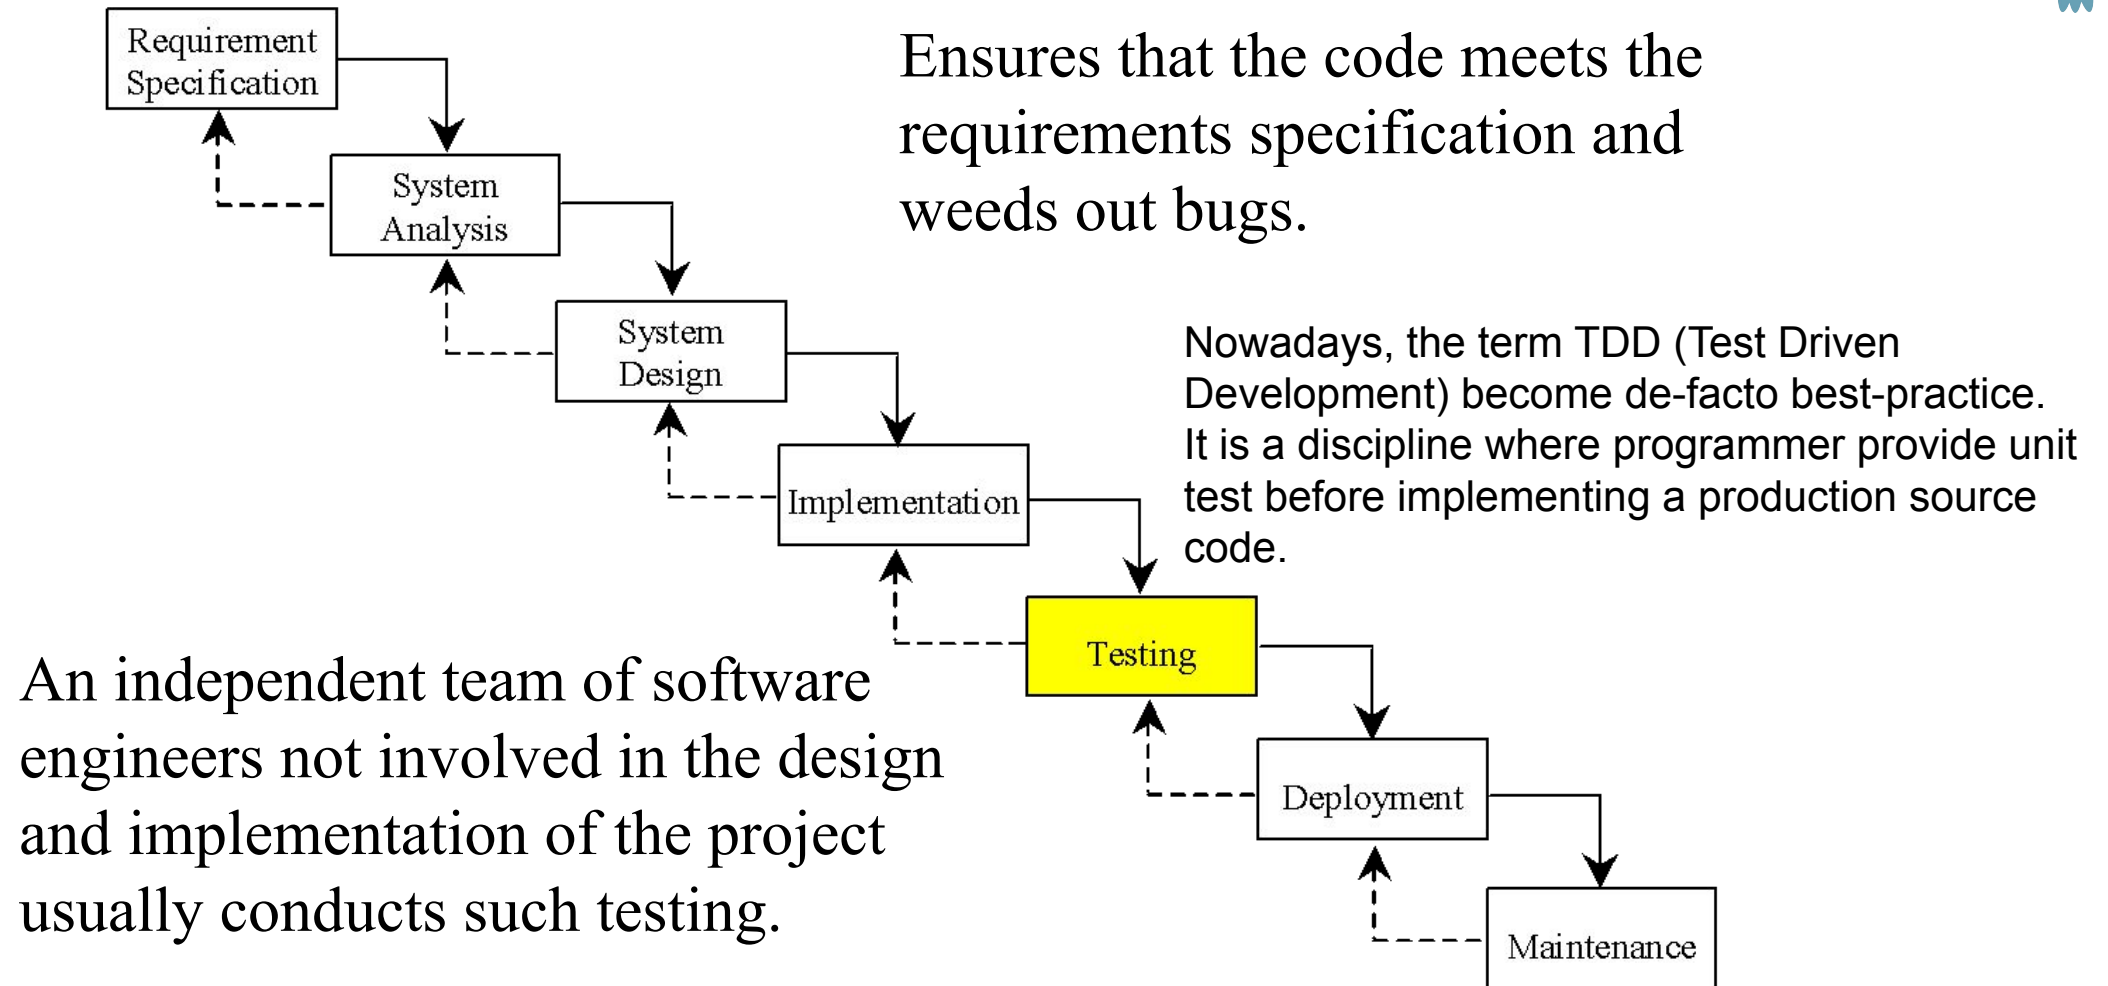 Requirement
Specification
System
Analysis
System
Design
Implementation
Testing
Deployment
Maintenance
Ensures that the code meets the
requirements specification and
weeds out bugs.
Nowadays, the term TDD (Test Driven
Development) become de-facto best-practice.
It is a discipline where programmer provide unit
test before implementing a production source
code.
An independent team of software
engineers not involved in the design
and implementation of the project
usually conducts such testing.